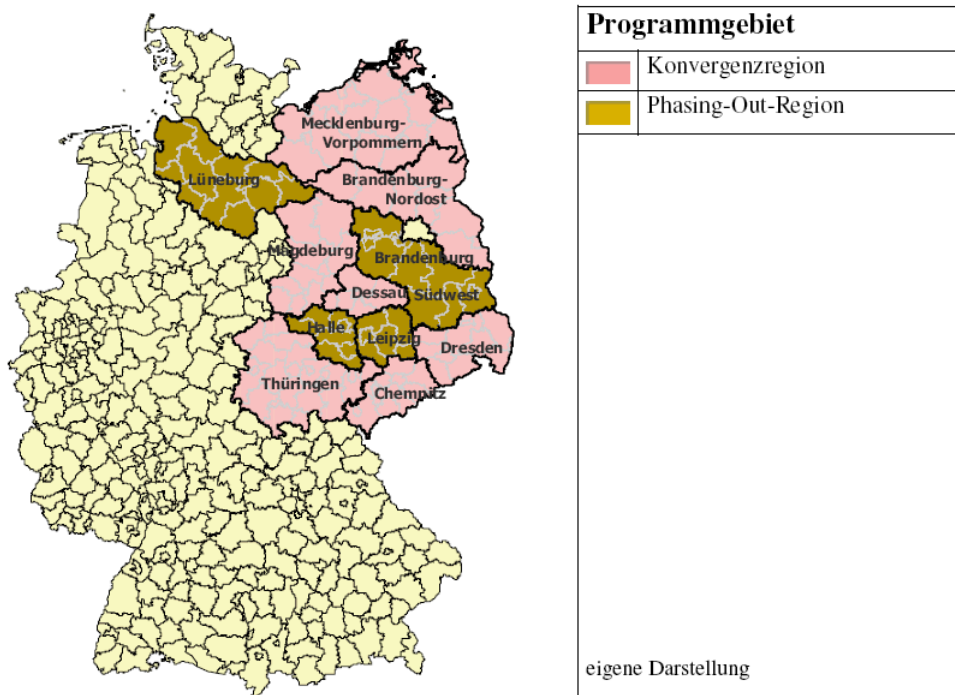 Programmgebiet
Konvergenzregion
Phasing-Out-Region
Mecklenburg-
Vorpommern
Lüneburg
Brandenburg-
Nordost
Magdeburg
Brandenburg
Dessau
Südwest
Halle
Leipzig
Dresden
Thüringen
Chemnitz
eigene Darstellung